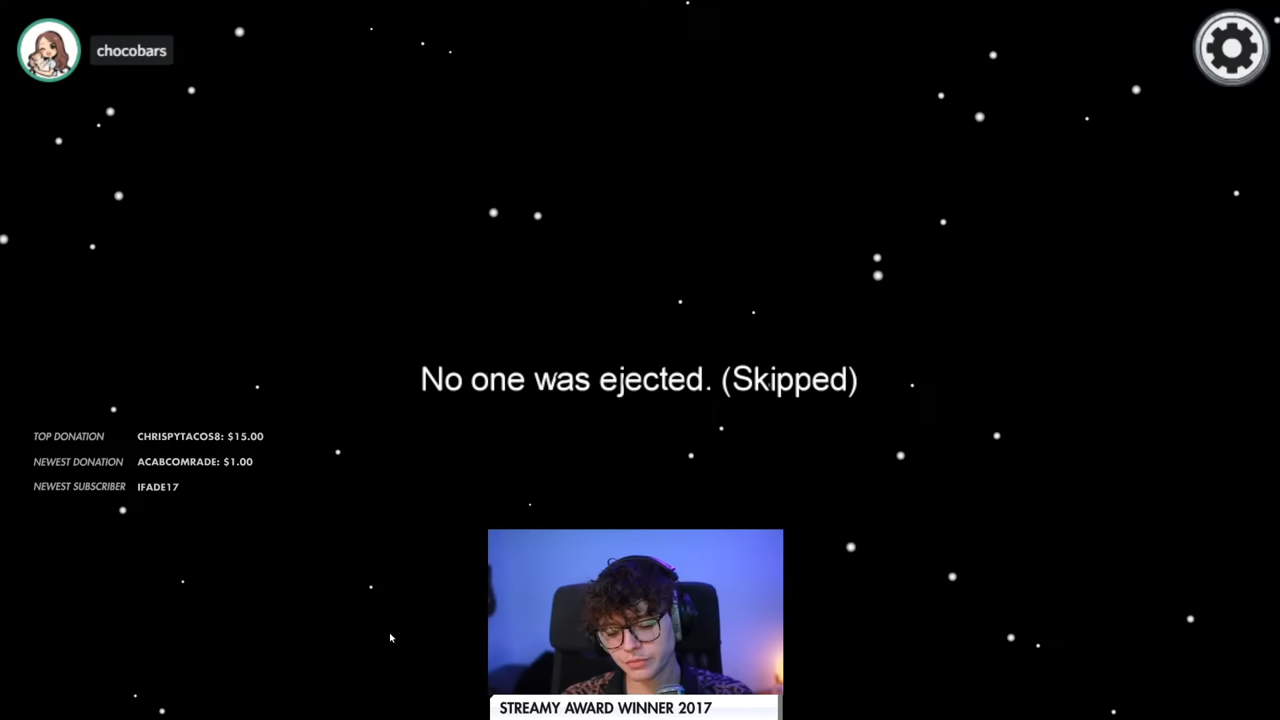 chocobars
No one was ejected. (Skipped)
TOP DONATION CHRISPYTACOS8: $15.00
NEWEST DONATION ACABCOMRADE: $1.00
NEWEST SUBSCRIBER IFADE17
STREAMY AWARD WINNER 2017